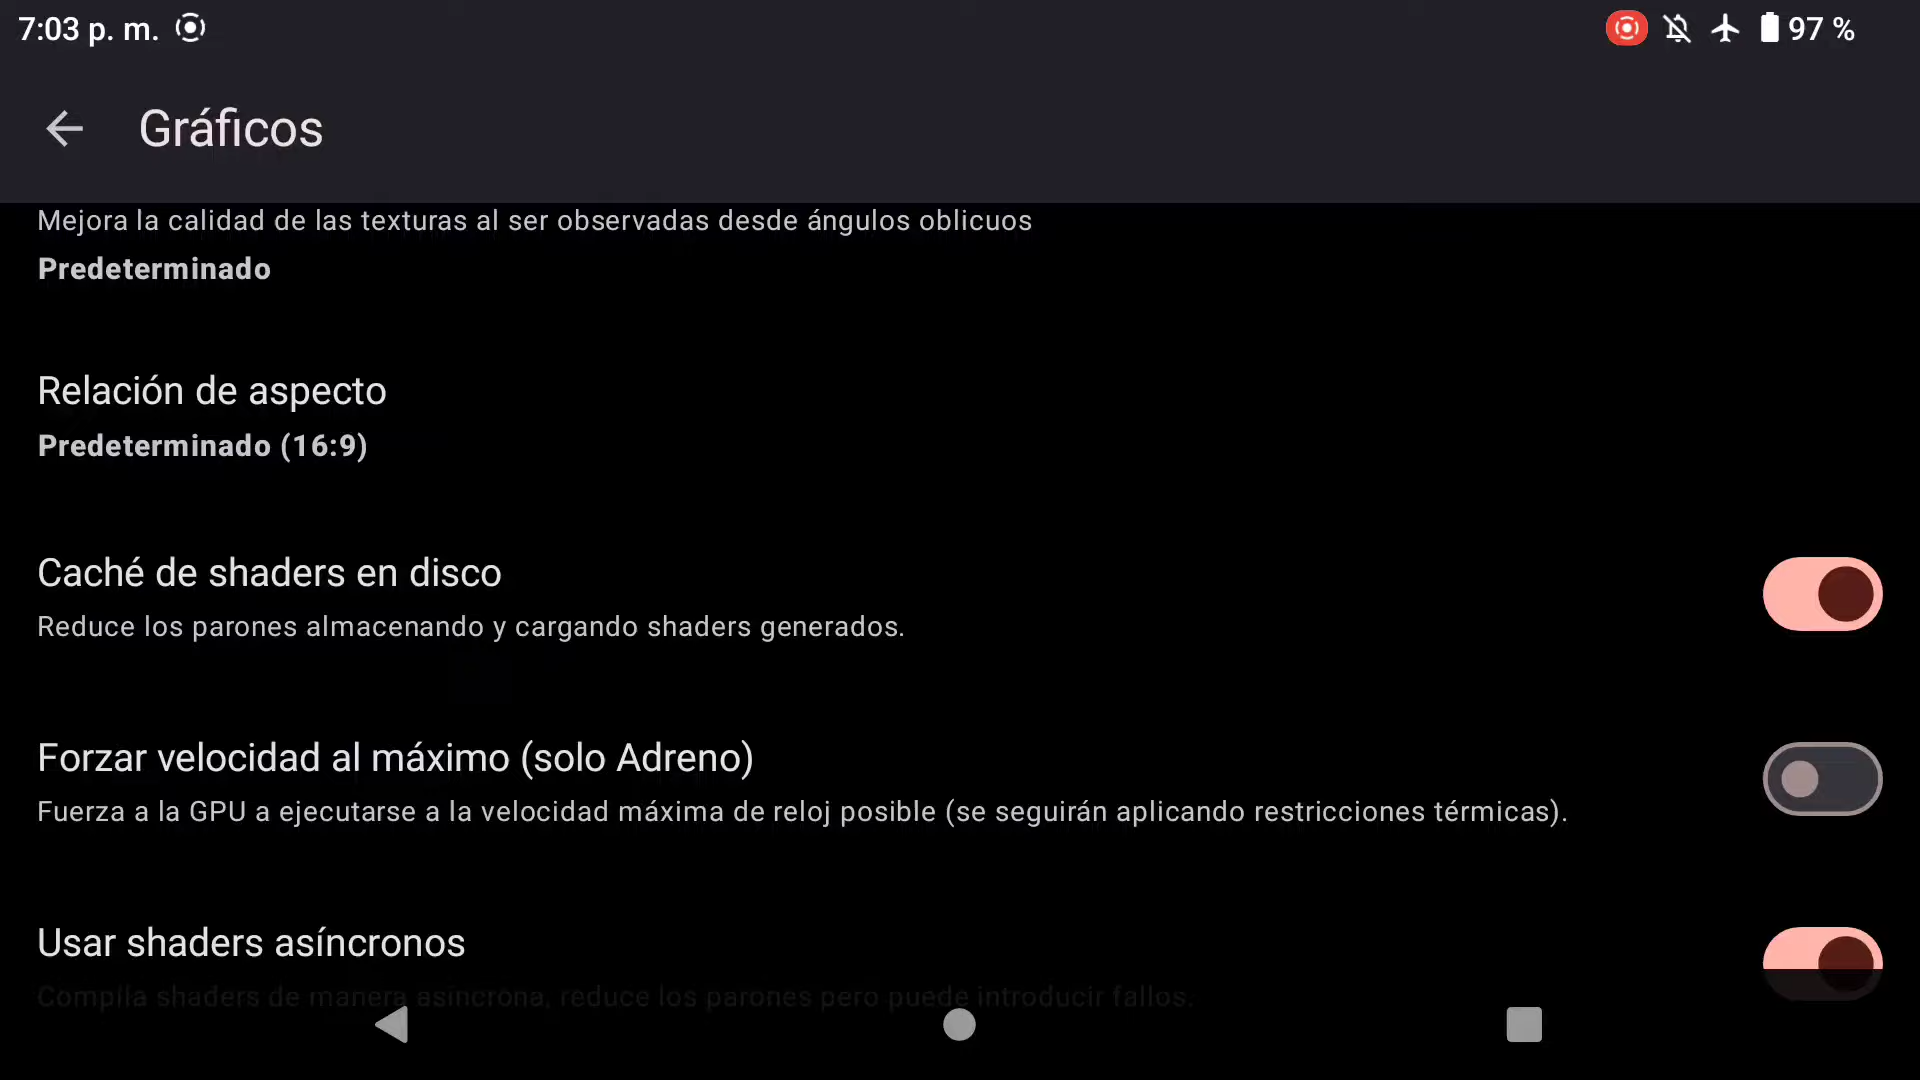 7:03 p. m.
97 %
Gráficos
Mejora la calidad de las texturas al ser observadas desde ángulos oblicuos
Predeterminado
Relación de aspecto
Predeterminado (16:9)
Caché de shaders en disco
Reduce los parones almacenando y cargando shaders generados.
Forzar velocidad al máximo (solo Adreno)
Fuerza a la GPU a ejecutarse a la velocidad máxima de reloj posible (se seguirán aplicando restricciones térmicas).
Usar shaders asíncronos
Compila shaders de manera asíncrona, reduce los parones pero puede introducir fallos.